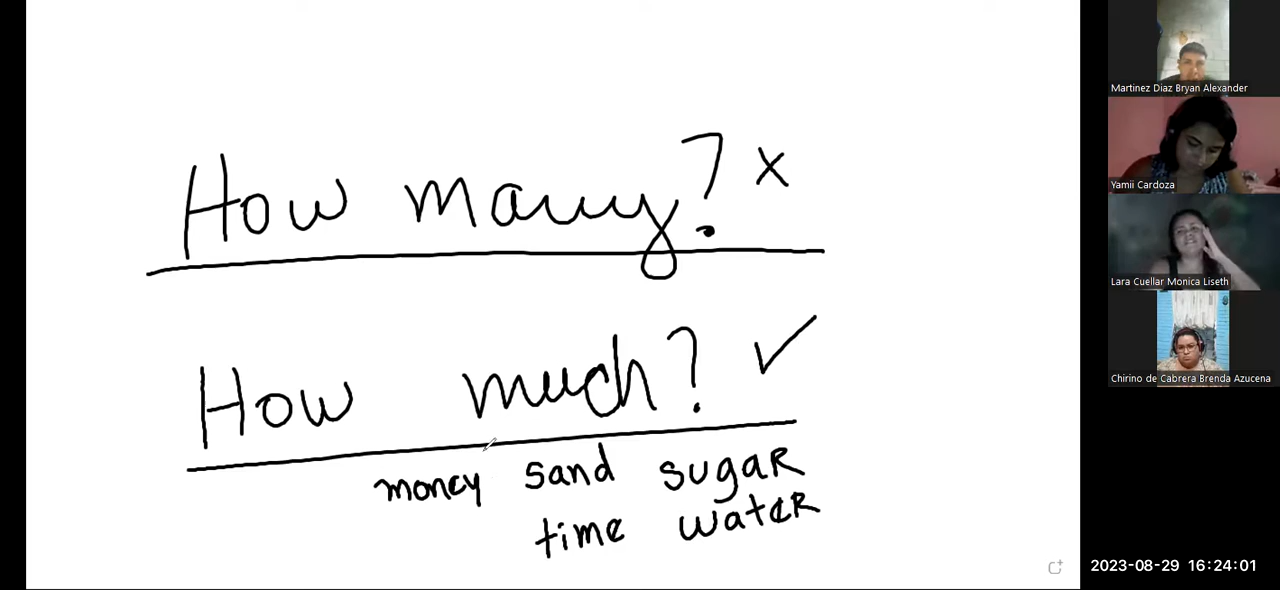 How many? x
How much? ✓
money sand sugar
time water
Martinez Diaz Bryan Alexander
Yamii Cardoza
Lara Cuellar Monica Liseth
Chirino de Cabrera Brenda Azucena
2023-08-29 16:24:01